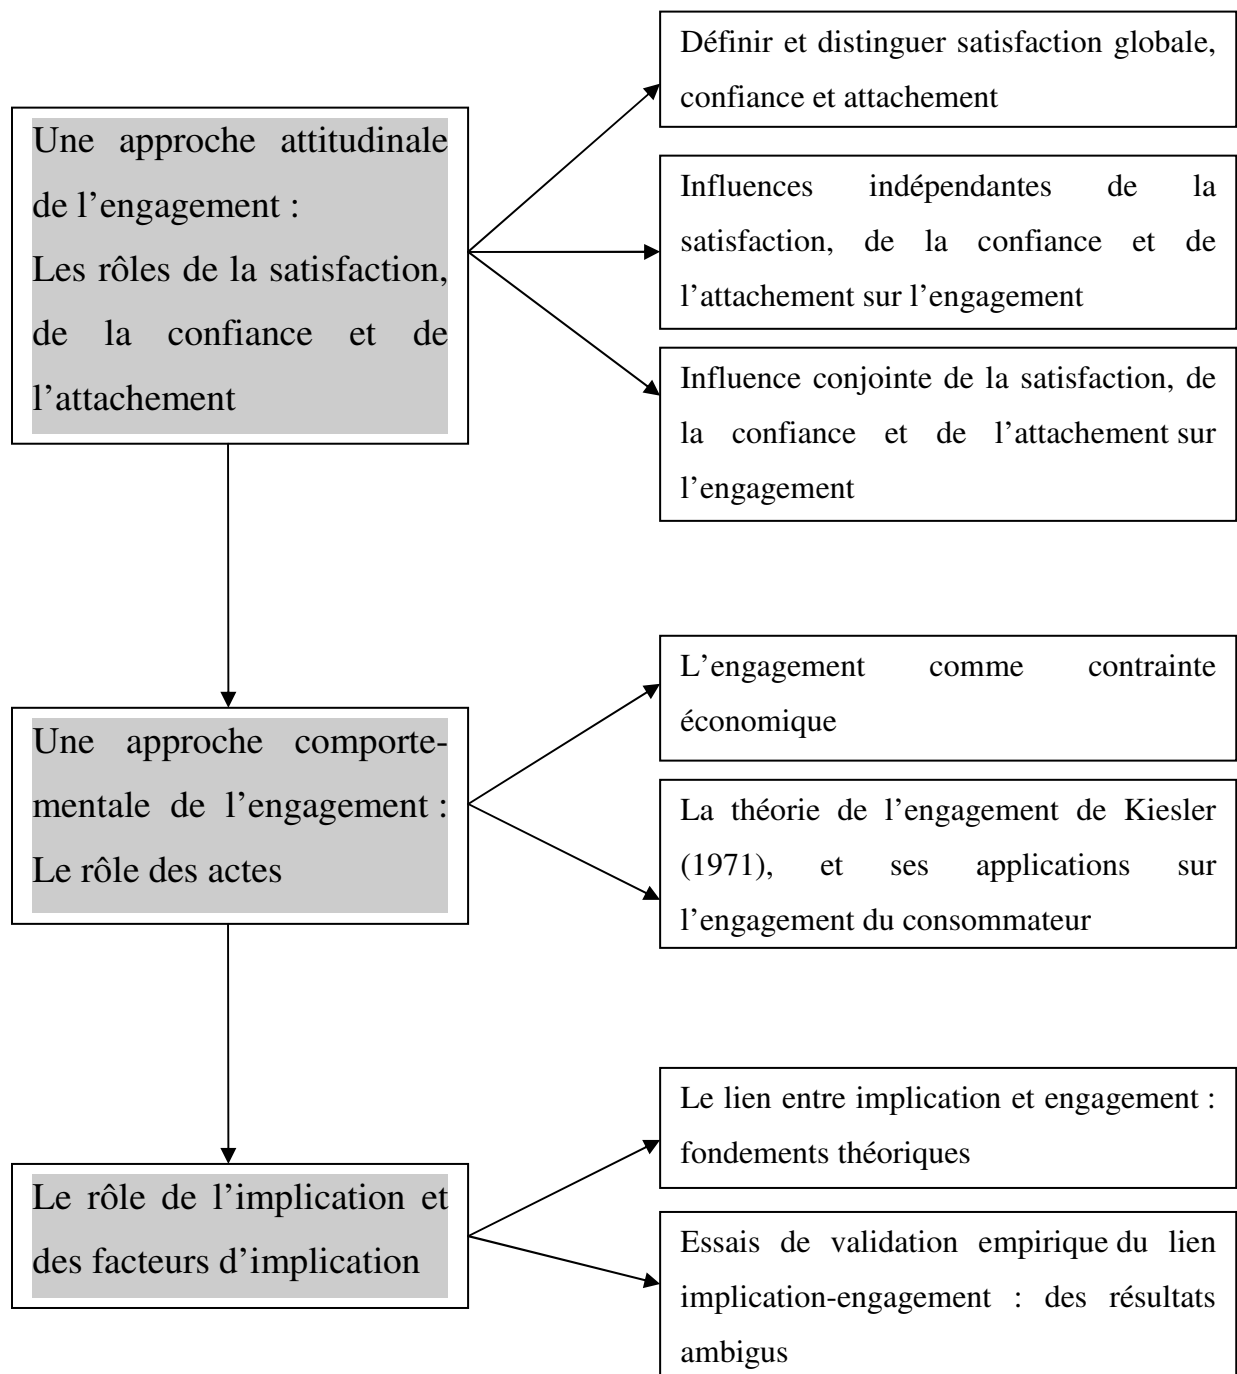 Une approche attitudinale
de l’engagement :
Les rôles de la satisfaction,
de la confiance et de
l’attachement
Définir et distinguer satisfaction globale,
confiance et attachement
Influences indépendantes de la
satisfaction, de la confiance et de
l’attachement sur l’engagement
Influence conjointe de la satisfaction, de
la confiance et de l’attachement sur
l’engagement
Une approche comporte-
mentale de l’engagement :
Le rôle des actes
L’engagement comme contrainte
économique
La théorie de l’engagement de Kiesler
(1971), et ses applications sur
l’engagement du consommateur
Le rôle de l’implication et
des facteurs d’implication
Le lien entre implication et engagement :
fondements théoriques
Essais de validation empirique du lien
implication-engagement : des résultats
ambigus